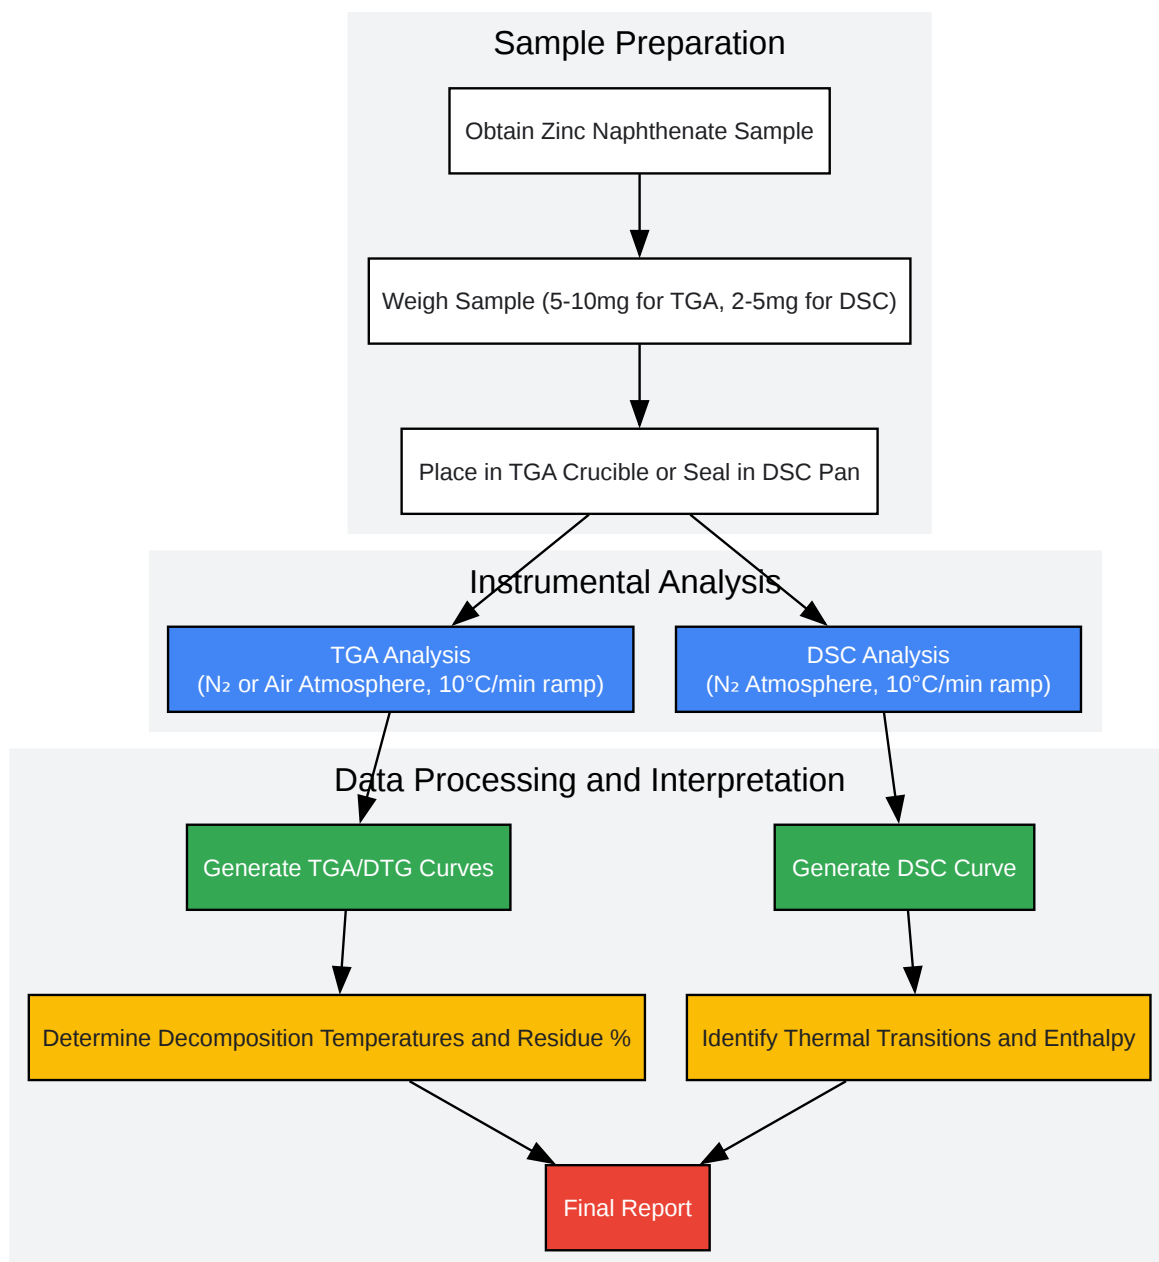 Sample Preparation
Obtain Zinc Naphthenate Sample
Weigh Sample (5-10mg for TGA, 2-5mg for DSC)
Place in TGA Crucible or Seal in DSC Pan
Instrumental Analysis
TGA Analysis
(N₂ or Air Atmosphere, 10°C/min ramp)
DSC Analysis
(N₂ Atmosphere, 10°C/min ramp)
Data Processing and Interpretation
Generate TGA/DTG Curves
Generate DSC Curve
Determine Decomposition Temperatures and Residue %
Identify Thermal Transitions and Enthalpy
Final Report